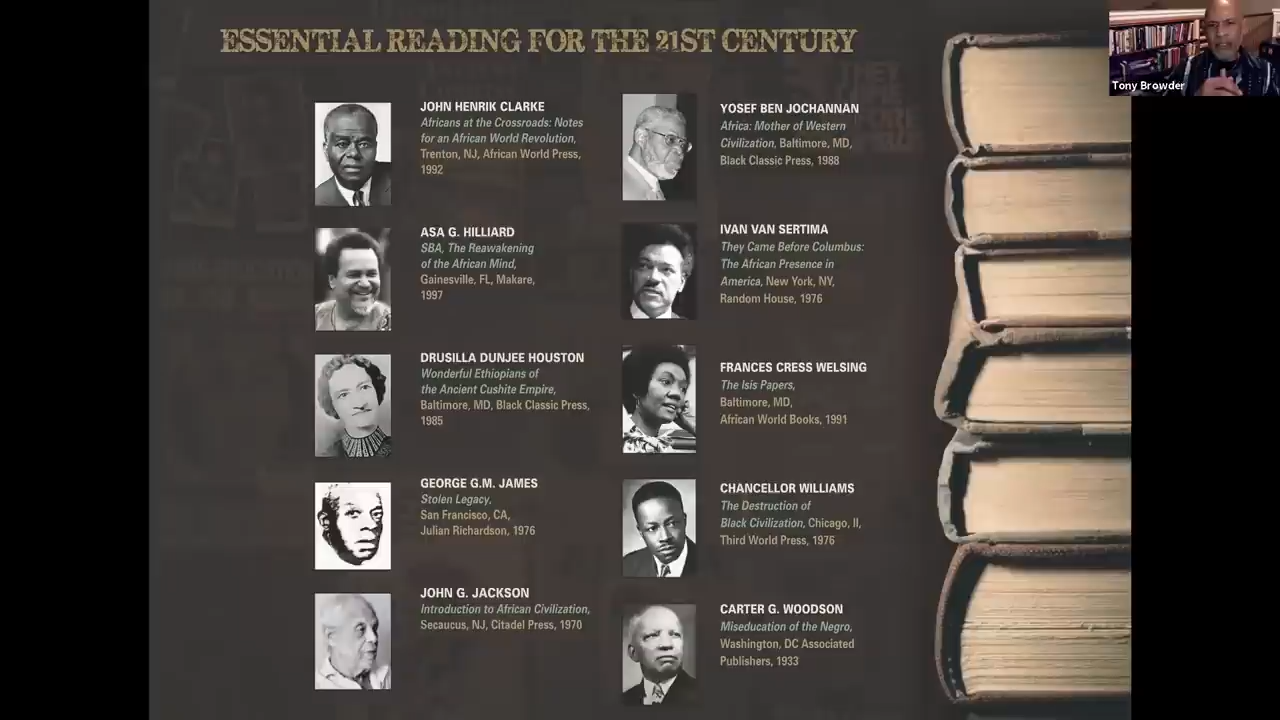 ESSENTIAL READING FOR THE 21ST CENTURY
JOHN HENRIK CLARKE
Africans at the Crossroads: Notes
for an African World Revolution,
Trenton, NJ, African World Press,
1992
ASA G. HILLIARD
SBA, The Reawakening
of the African Mind,
Gainesville, FL, Makare,
1997
DRUSILLA DUNJEE HOUSTON
Wonderful Ethiopians of
the Ancient Cushite Empire,
Baltimore, MD, Black Classic Press,
1985
GEORGE G.M. JAMES
Stolen Legacy,
San Francisco, CA,
Julian Richardson, 1976
JOHN G. JACKSON
Introduction to African Civilization,
Secaucus, NJ, Citadel Press, 1970
YOSEF BEN JOCHANNAN
Africa: Mother of Western
Civilization, Baltimore, MD,
Black Classic Press, 1988
IVAN VAN SERTIMA
They Came Before Columbus:
The African Presence in
America, New York, NY,
Random House, 1976
FRANCES CRESS WELSING
The Isis Papers,
Baltimore, MD,
African World Books, 1991
CHANCELLOR WILLIAMS
The Destruction of
Black Civilization, Chicago, Il,
Third World Press, 1976
CARTER G. WOODSON
Miseducation of the Negro,
Washington, DC Associated
Publishers, 1933
Tony Browder